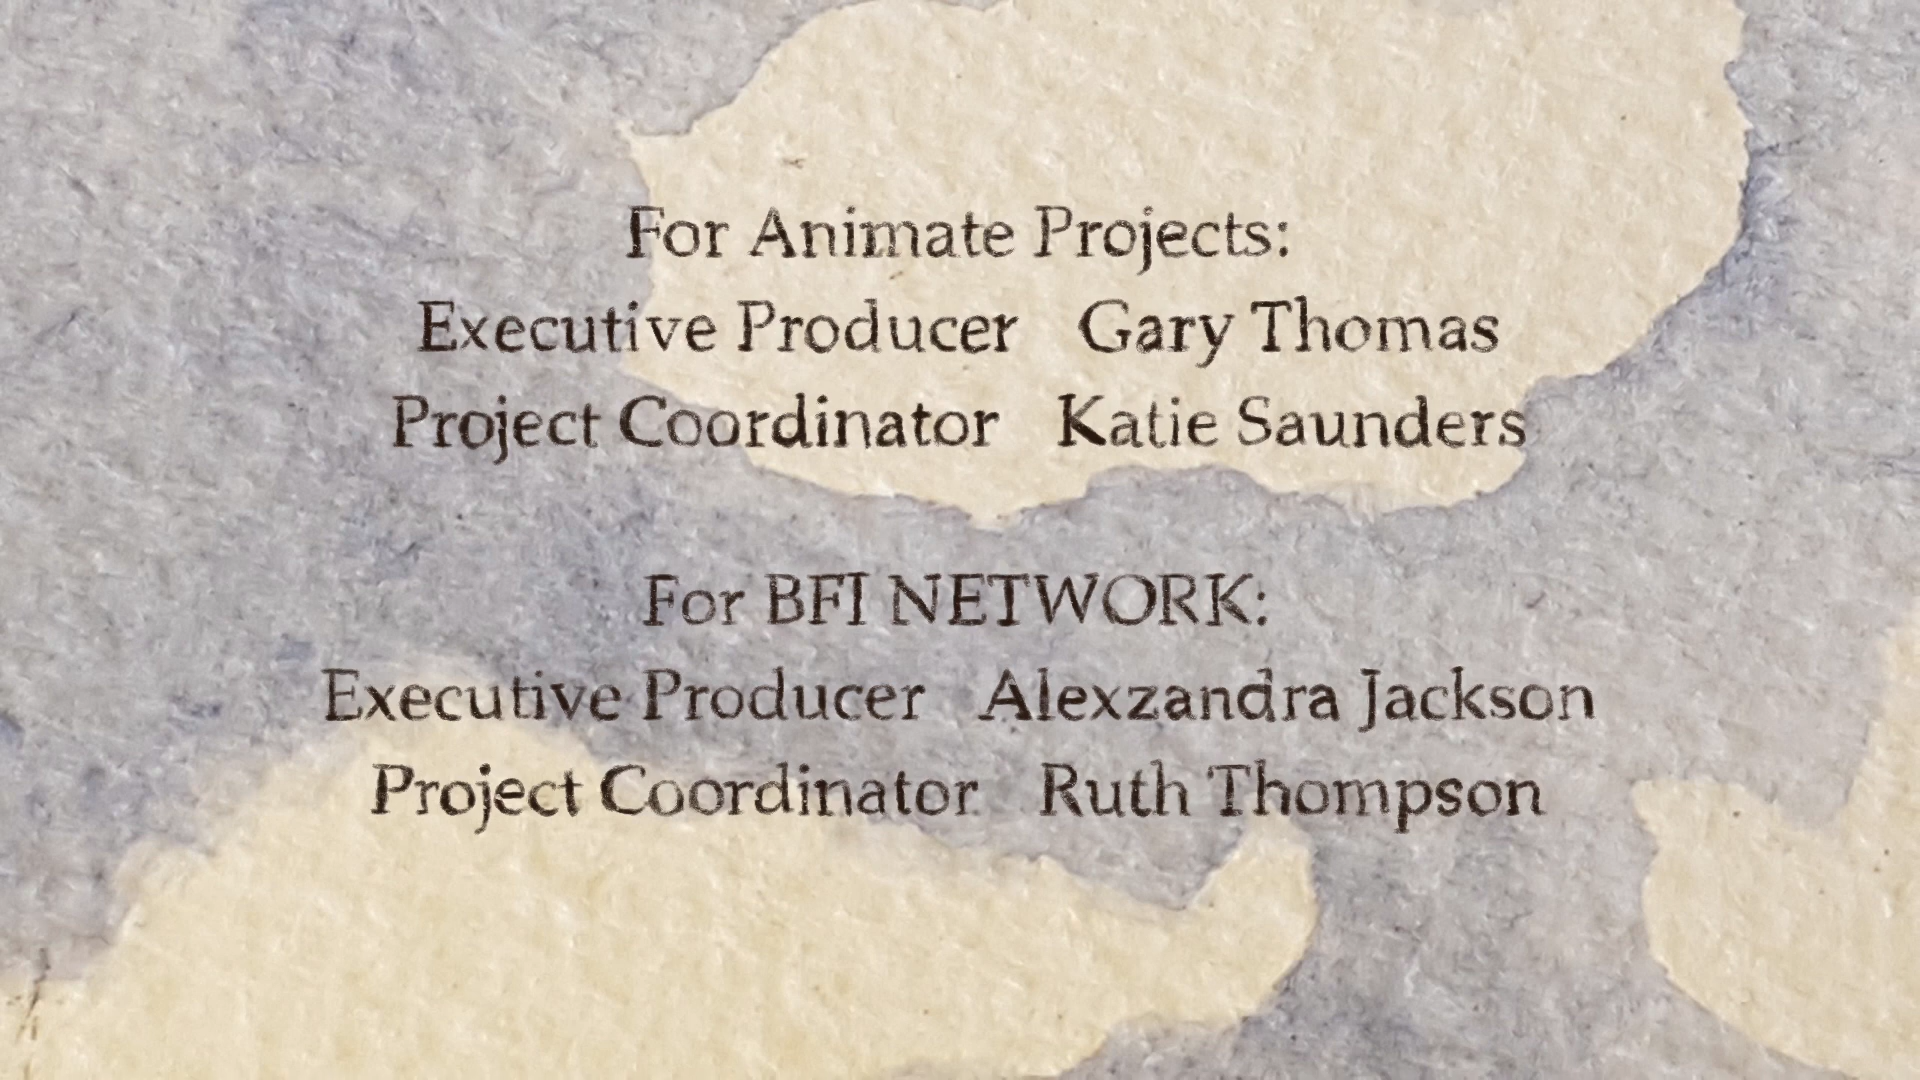 For Animate Projects:
Executive Producer Gary Thomas
Project Coordinator Katie Saunders
For BFI NETWORK:
Executive Producer Alexzandra Jackson
Project Coordinator Ruth Thompson